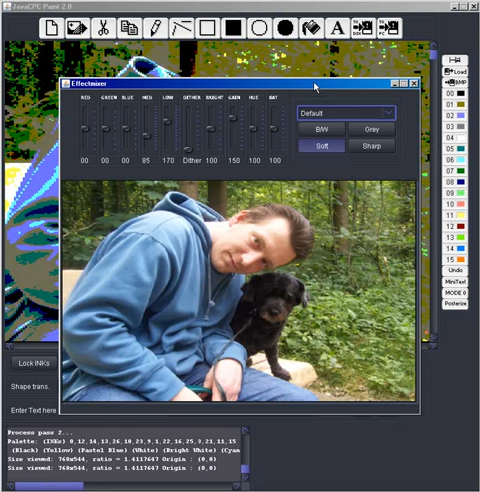 JavaCPC Paint 2.0
A
Effectmixer
RED GREEN BLUE MED LOW DITHER BRIGHT GAIN HUE SAT
00 00 00 85 170 Dither 100 150 100 100
Default
B/W Grey
Soft Sharp
Load
BMP
00
01
02
03
04
05
06
07
08
09
10
11
12
13
14
15
Undo
MiniText
MODE 0
Posterize
Lock INKs
Shape trans.
Enter Text here
Process pass 2...
Palette: (INKs) 0,12,14,13,26,10,23,9,1,22,16,25,3,21,11,15
(Black) (Yellow) (Pastel Blue) (White) (Bright White) (Cyan
Size viewed: 768x544, ratio = 1.4117647 Origin : (0,0)
Size viewed: 768x544, ratio = 1.4117647 Origin : (0,0)